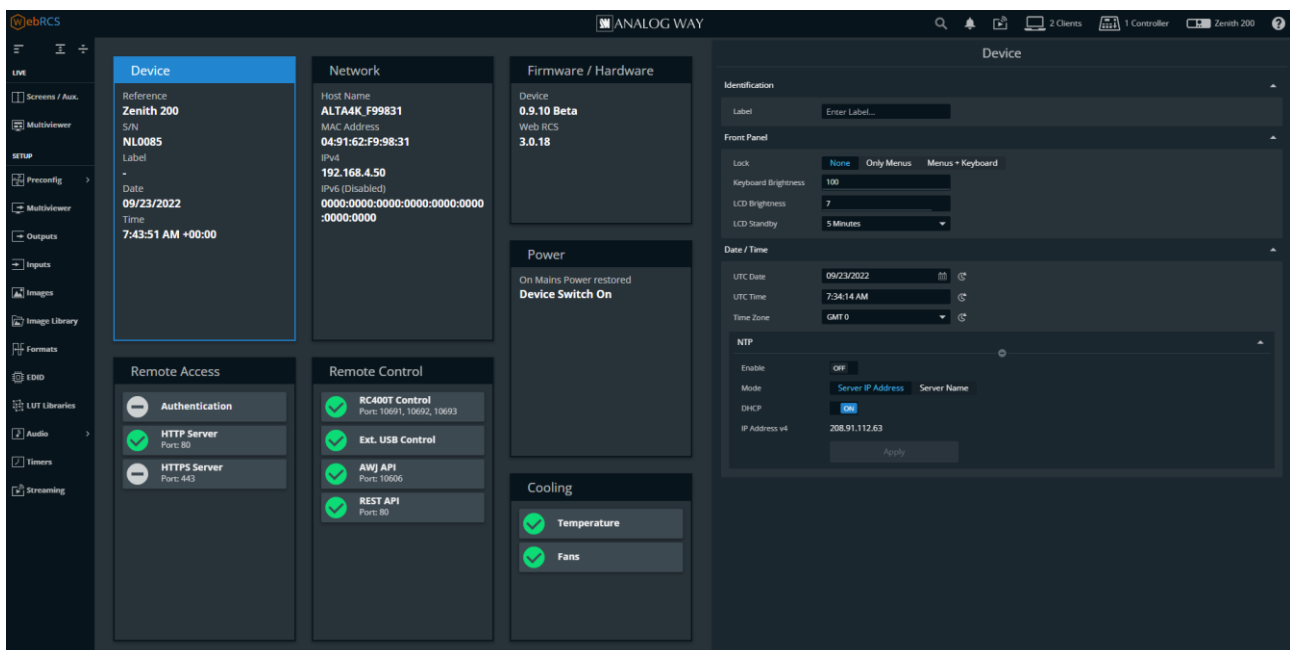 WebRCS
ANALOG WAY
2 Clients
1 Controller
Zenith 200
LIVE
Screens / Aux.
Multiviewer
SETUP
Preconfig
Multiviewer
Outputs
Inputs
Images
Image Library
Formats
EDID
LUT Libraries
Audio
Timers
Streaming
Device
Reference
Zenith 200
S/N
NL0085
Label
-
Date
09/23/2022
Time
7:43:51 AM +00:00
Network
Host Name
ALTA4K_F99831
MAC Address
04:91:62:F9:98:31
IPv4
192.168.4.50
IPv6 (Disabled)
0000:0000:0000:0000:0000:0000
:0000:0000
Firmware / Hardware
Device
0.9.10 Beta
Web RCS
3.0.18
Power
On Mains Power restored
Device Switch On
Remote Access
Authentication
HTTP Server
Port: 80
HTTPS Server
Port: 443
Remote Control
RC400T Control
Port: 10691, 10692, 10693
Ext. USB Control
AWJ API
Port: 10606
REST API
Port: 80
Cooling
Temperature
Fans
Device
Identification
Label
Enter Label...
Front Panel
Lock
None Only Menus Menus + Keyboard
Keyboard Brightness
100
LCD Brightness
7
LCD Standby
5 Minutes
Date / Time
UTC Date
09/23/2022
UTC Time
7:34:14 AM
Time Zone
GMT 0
NTP
Enable
OFF
Mode
Server IP Address Server Name
DHCP
ON
IP Address v4
208.91.112.63
Apply